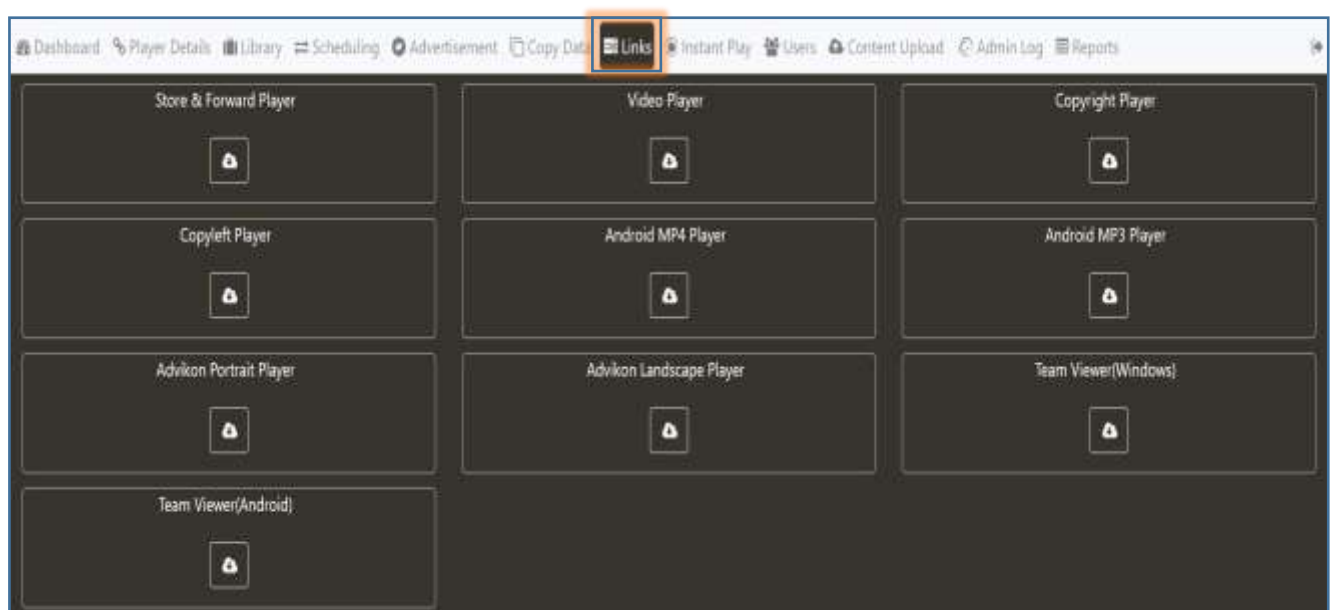 Dashboard Player Details Library Scheduling Advertisement Copy Data Links Instant Play Users Content Upload Admin Log Reports
Store & Forward Player Video Player Copyright Player
Copyleft Player Android MP4 Player Android MP3 Player
Advikon Portrait Player Advikon Landscape Player Team Viewer(Windows)
Team Viewer(Android)